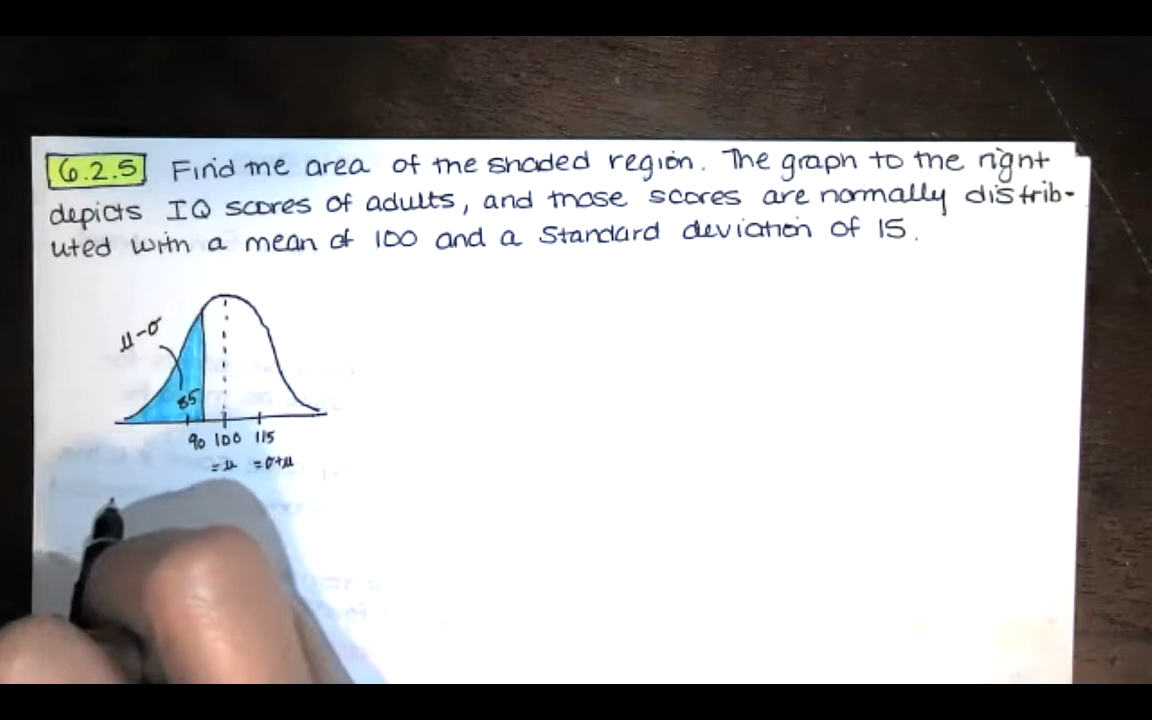 6.2.5 Find the area of the shaded region. The graph to the right
depicts IQ scores of adults, and those scores are normally distrib-
uted with a mean of 100 and a standard deviation of 15.
μ-σ
85
90 100 115
=μ =σ+μ